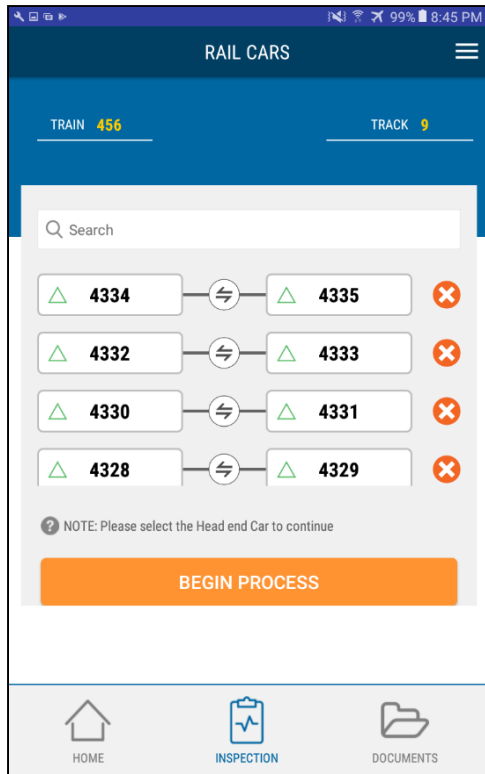 99% 8:45 PM
RAIL CARS
TRAIN 456 TRACK 9
Search
4334 4335
4332 4333
4330 4331
4328 4329
NOTE: Please select the Head end Car to continue
BEGIN PROCESS
HOME INSPECTION DOCUMENTS